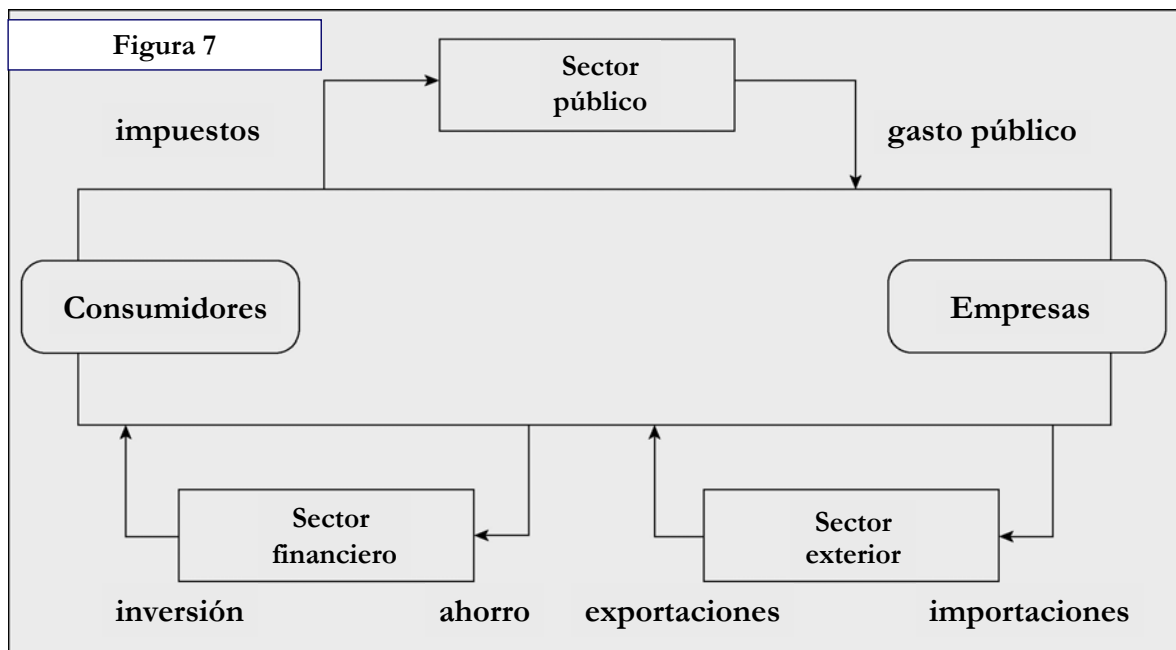 Figura 7
Sector
público
impuestos
gasto público
Consumidores
Empresas
Sector
financiero
Sector
exterior
inversión
ahorro
exportaciones
importaciones